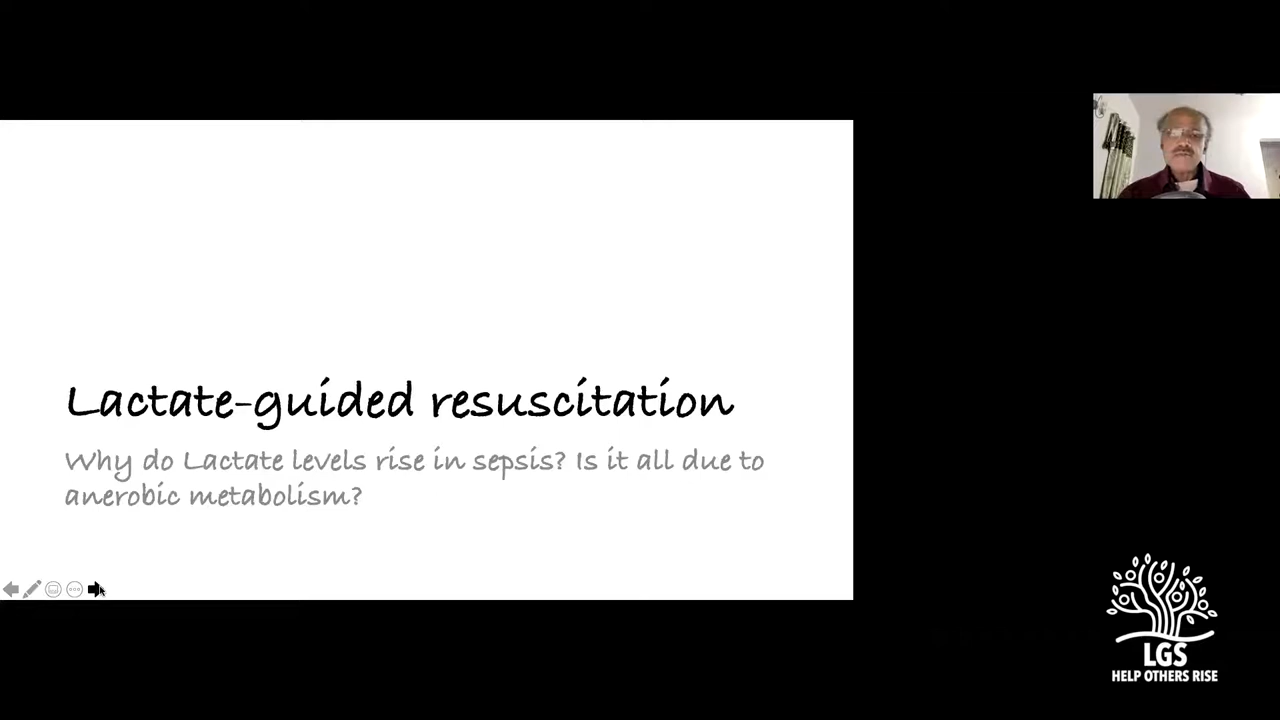 Lactate-guided resuscitation
Why do Lactate levels rise in sepsis? Is it all due to
anerobic metabolism?
LGS
HELP OTHERS RISE